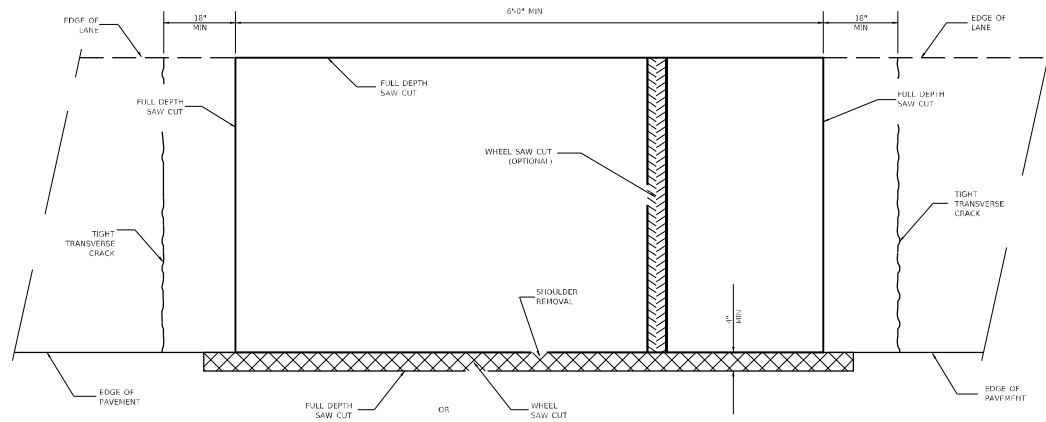 6'-0" MIN
18"
MIN
18"
MIN
EDGE OF
LANE
EDGE OF
LANE
FULL DEPTH
SAW CUT
FULL DEPTH
SAW CUT
FULL DEPTH
SAW CUT
WHEEL SAW CUT
(OPTIONAL)
TIGHT
TRANSVERSE
CRACK
TIGHT
TRANSVERSE
CRACK
SHOULDER
REMOVAL
4"
MIN
EDGE OF
PAVEMENT
EDGE OF
PAVEMENT
FULL DEPTH
SAW CUT
OR
WHEEL
SAW CUT